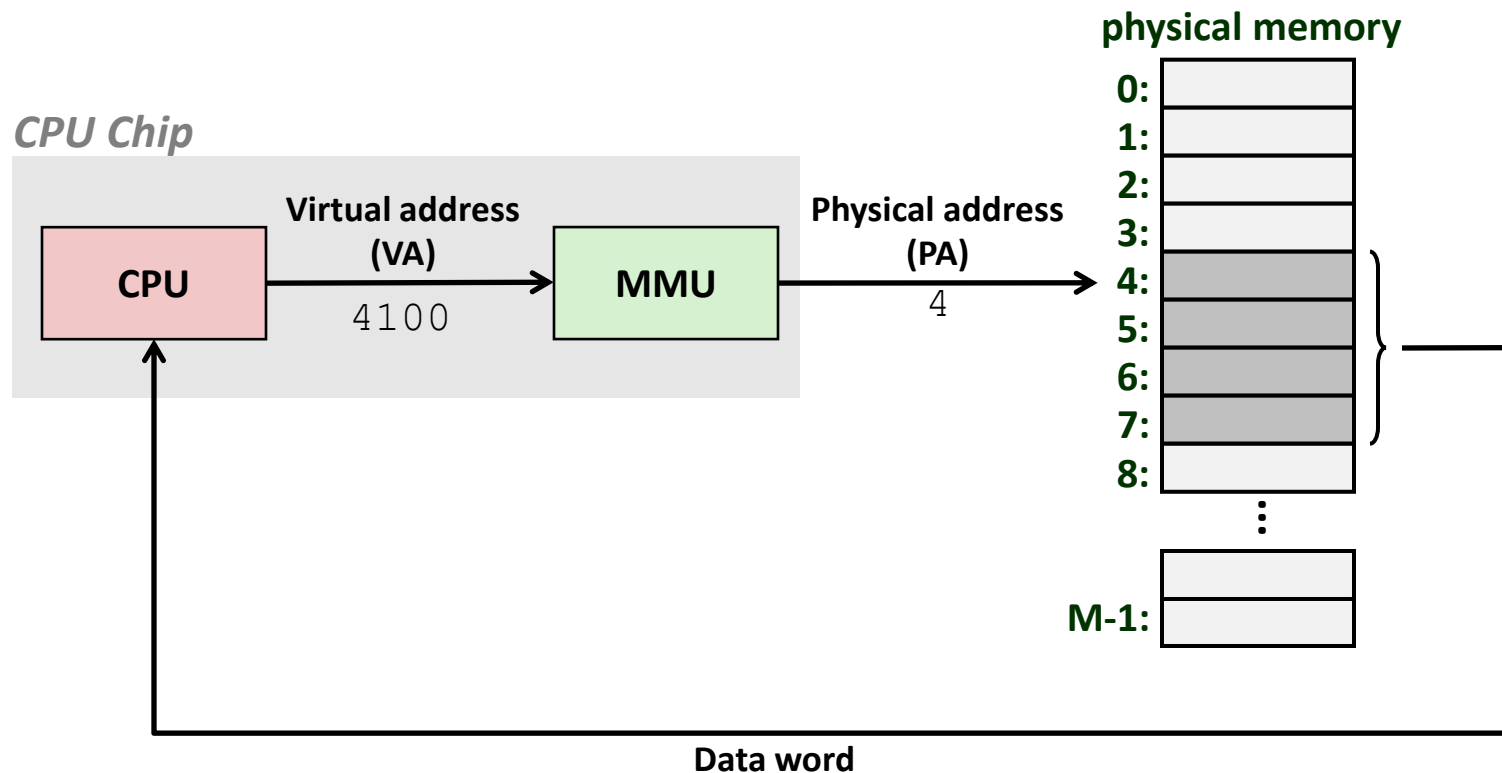 physical memory
0:
CPU Chip
1:
2:
Virtual address
(VA)
Physical address
(PA)
3:
CPU
MMU
4:
4100
4
5:
6:
7:
8:
...
M-1:
Data word